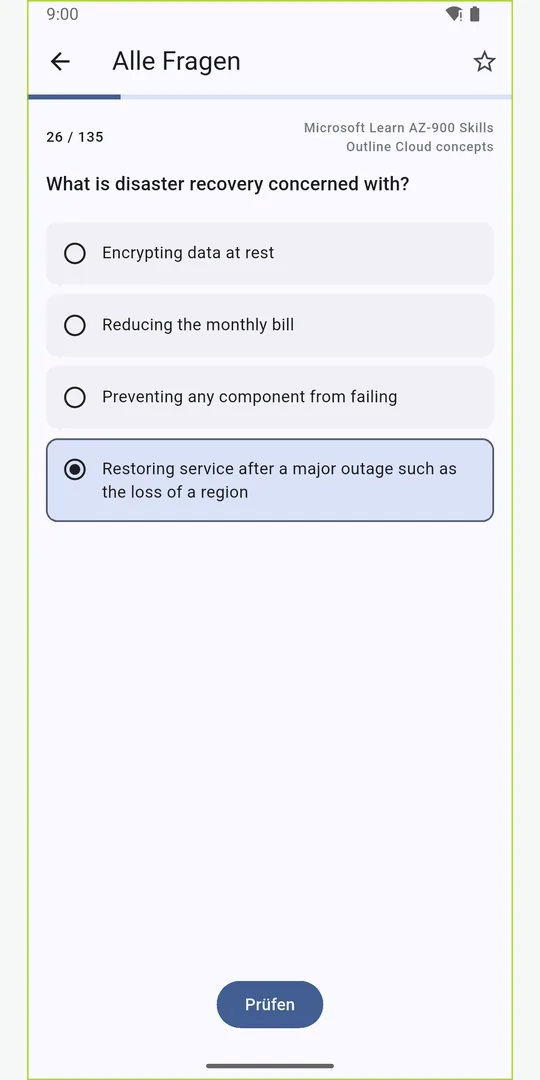 9:00
Alle Fragen
26 / 135
Microsoft Learn AZ-900 Skills
Outline Cloud concepts
What is disaster recovery concerned with?
Encrypting data at rest
Reducing the monthly bill
Preventing any component from failing
Restoring service after a major outage such as
the loss of a region
Prüfen